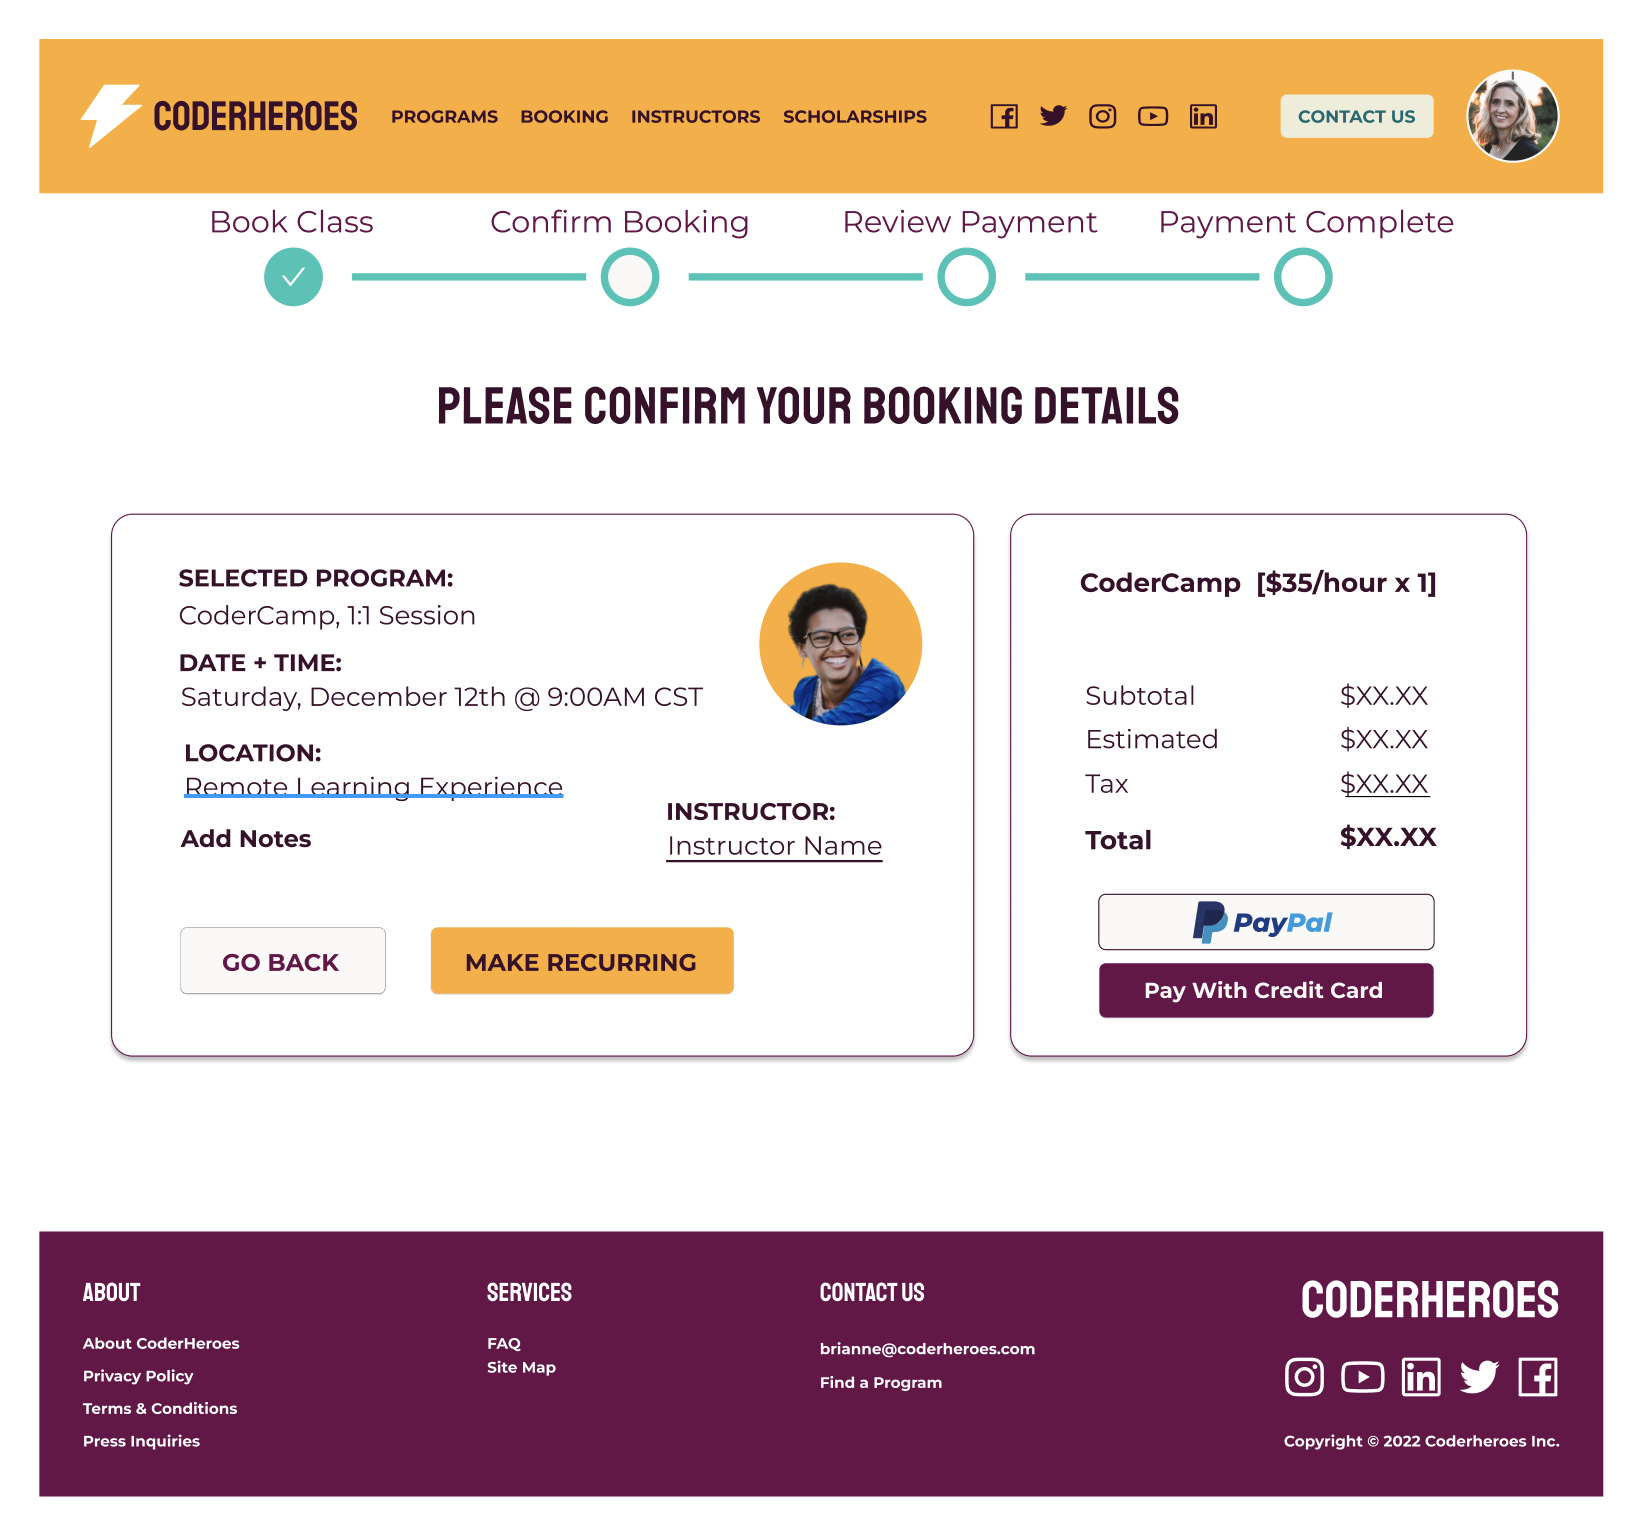 CODERHEROES
PROGRAMS BOOKING INSTRUCTORS SCHOLARSHIPS
CONTACT US
Book Class Confirm Booking Review Payment Payment Complete
PLEASE CONFIRM YOUR BOOKING DETAILS
SELECTED PROGRAM:
CoderCamp, 1:1 Session
DATE + TIME:
Saturday, December 12th @ 9:00AM CST
LOCATION:
Remote Learning Experience
Add Notes
INSTRUCTOR:
Instructor Name
GO BACK
MAKE RECURRING
CoderCamp [$35/hour x 1]
Subtotal $XX.XX
Estimated $XX.XX
Tax $XX.XX
Total $XX.XX
PayPal
Pay With Credit Card
ABOUT
About CoderHeroes
Privacy Policy
Terms & Conditions
Press Inquiries
SERVICES
FAQ
Site Map
CONTACT US
brianne@coderheroes.com
Find a Program
CODERHEROES
Copyright © 2022 Coderheroes Inc.